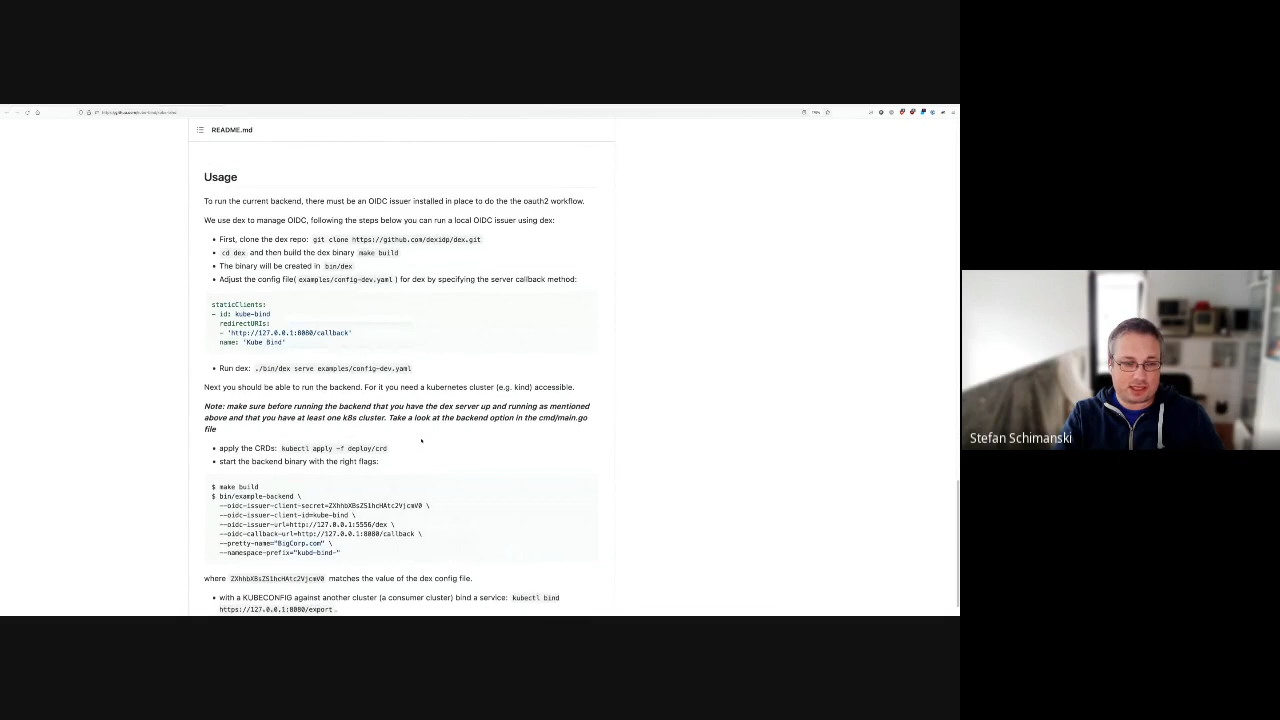 README.md
Usage
To run the current backend, there must be an OIDC issuer installed in place to do the the oauth2 workflow.
We use dex to manage OIDC, following the steps below you can run a local OIDC issuer using dex:
• First, clone the dex repo: git clone https://github.com/dexidp/dex.git
• cd dex and then build the dex binary make build
• The binary will be created in bin/dex
• Adjust the config file( examples/config-dev.yaml ) for dex by specifying the server callback method:
staticClients:
- id: kube-bind
redirectURIs:
- 'http://127.0.0.1:8080/callback'
name: 'Kube Bind'
• Run dex: ./bin/dex serve examples/config-dev.yaml
Next you should be able to run the backend. For it you need a kubernetes cluster (e.g. kind) accessible.
Note: make sure before running the backend that you have the dex server up and running as mentioned
above and that you have at least one k8s cluster. Take a look at the backend option in the cmd/main.go
file
• apply the CRDs: kubectl apply -f deploy/crd
• start the backend binary with the right flags:
$ make build
$ bin/example-backend \
--oidc-issuer-client-secret=ZXhhbXBsZS1hcHAtc2VjcmV0 \
--oidc-issuer-client-id=kube-bind \
--oidc-issuer-url=http://127.0.0.1:5556/dex \
--oidc-callback-url=http://127.0.0.1:8080/callback \
--pretty-name="BigCorp.com" \
--namespace-prefix="kubd-bind-"
where ZXhhbXBsZS1hcHAtc2VjcmV0 matches the value of the dex config file.
• with a KUBECONFIG against another cluster (a consumer cluster) bind a service: kubectl bind
https://127.0.0.1:8080/export .
Stefan Schimanski